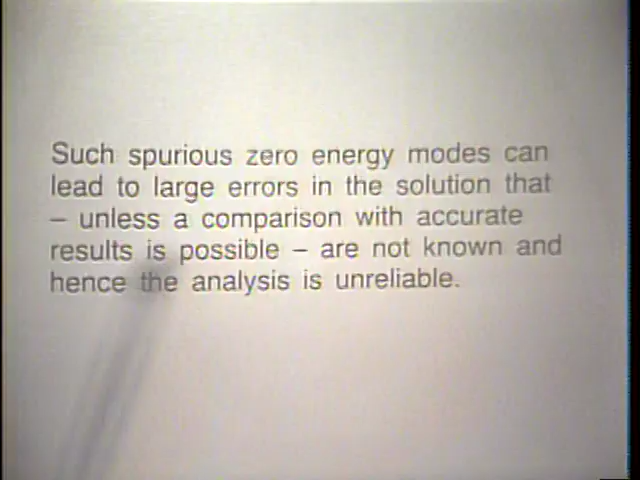 Such spurious zero energy modes can
lead to large errors in the solution that
– unless a comparison with accurate
results is possible – are not known and
hence the analysis is unreliable.